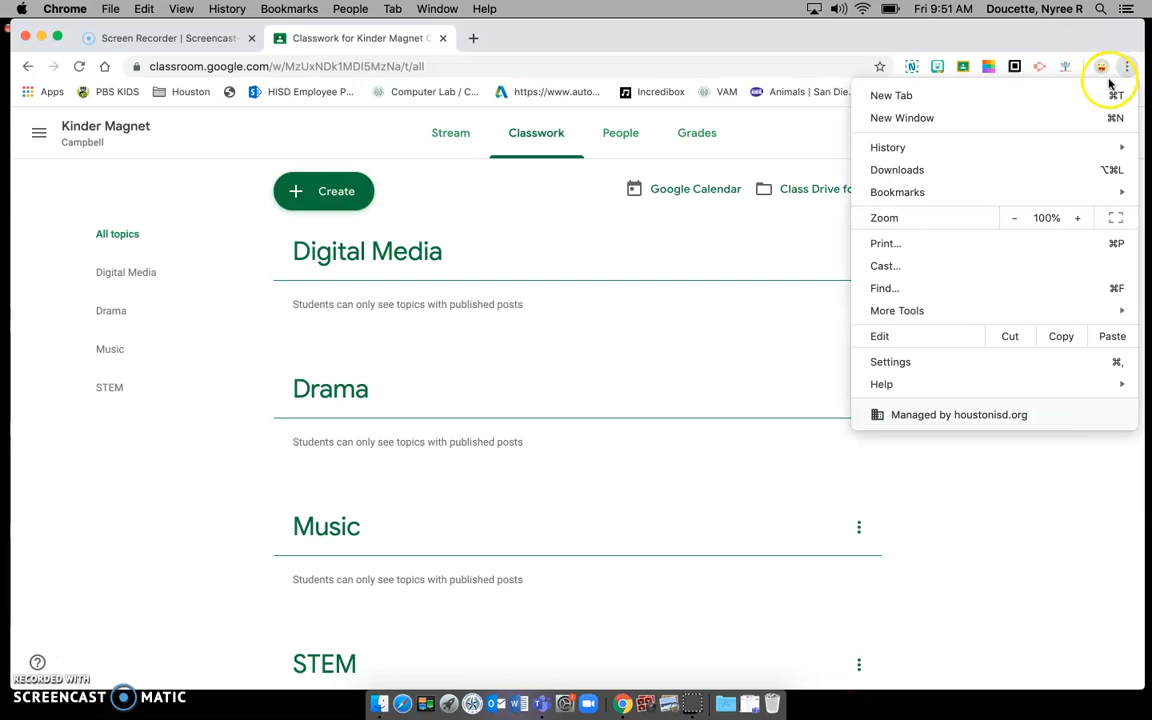 Chrome File Edit View History Bookmarks People Tab Window Help Fri 9:51 AM Doucette, Nyree R
Screen Recorder | Screencast- Classwork for Kinder Magnet C
classroom.google.com/w/MzUxNDk1MDI5MzNa/t/all
Apps PBS KIDS Houston HISD Employee P... Computer Lab / C... https://www.auto... Incredibox VAM Animals | San Die...
Kinder Magnet
Campbell
Stream Classwork People Grades
Create
Google Calendar Class Drive fo
All topics
Digital Media
Drama
Music
STEM
Digital Media
Students can only see topics with published posts
Drama
Students can only see topics with published posts
Music
Students can only see topics with published posts
STEM
New Tab ⌘T
New Window ⌘N
History
Downloads ⌥⌘L
Bookmarks
Zoom − 100% +
Print... ⌘P
Cast...
Find... ⌘F
More Tools
Edit Cut Copy Paste
Settings ⌘,
Help
Managed by houstonisd.org
RECORDED WITH
SCREENCAST MATIC